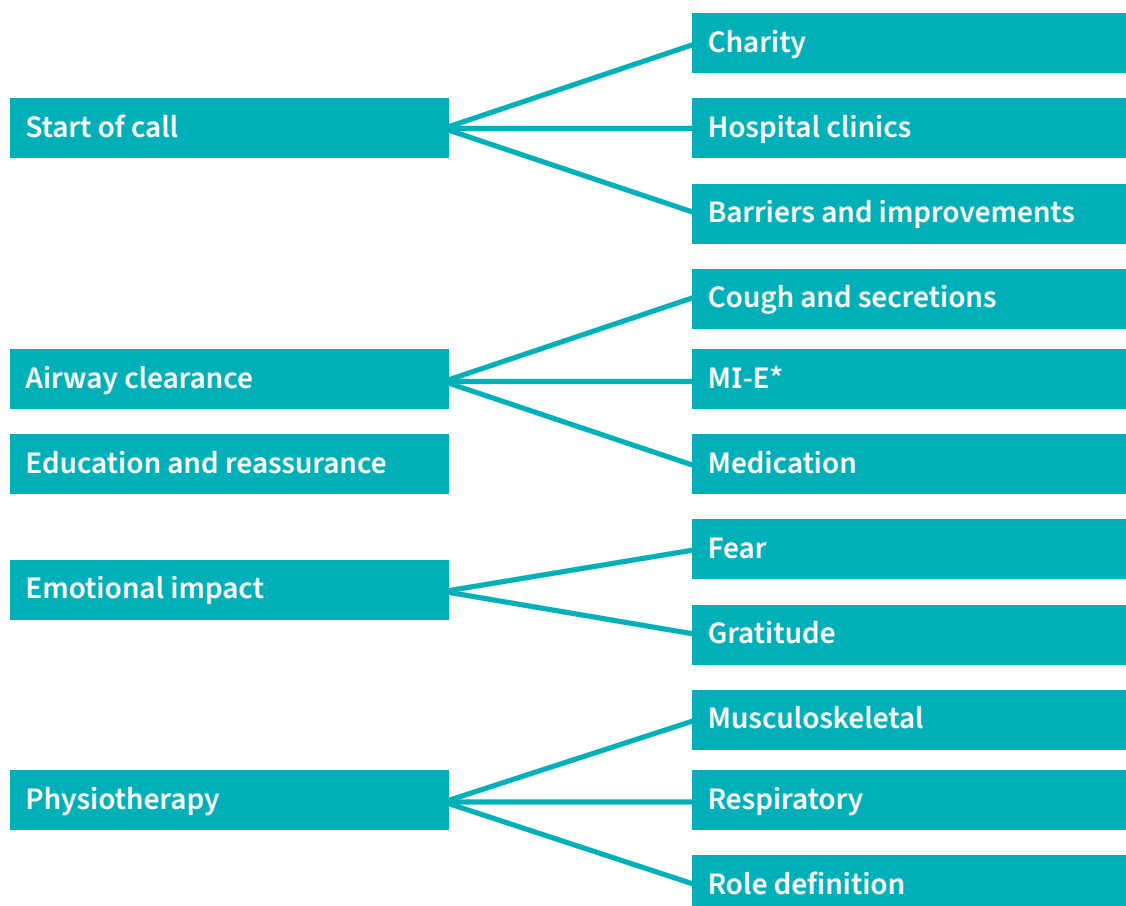 Start of call
Charity
Hospital clinics
Barriers and improvements
Airway clearance
Cough and secretions
MI-E*
Medication
Education and reassurance
Emotional impact
Fear
Gratitude
Physiotherapy
Musculoskeletal
Respiratory
Role definition